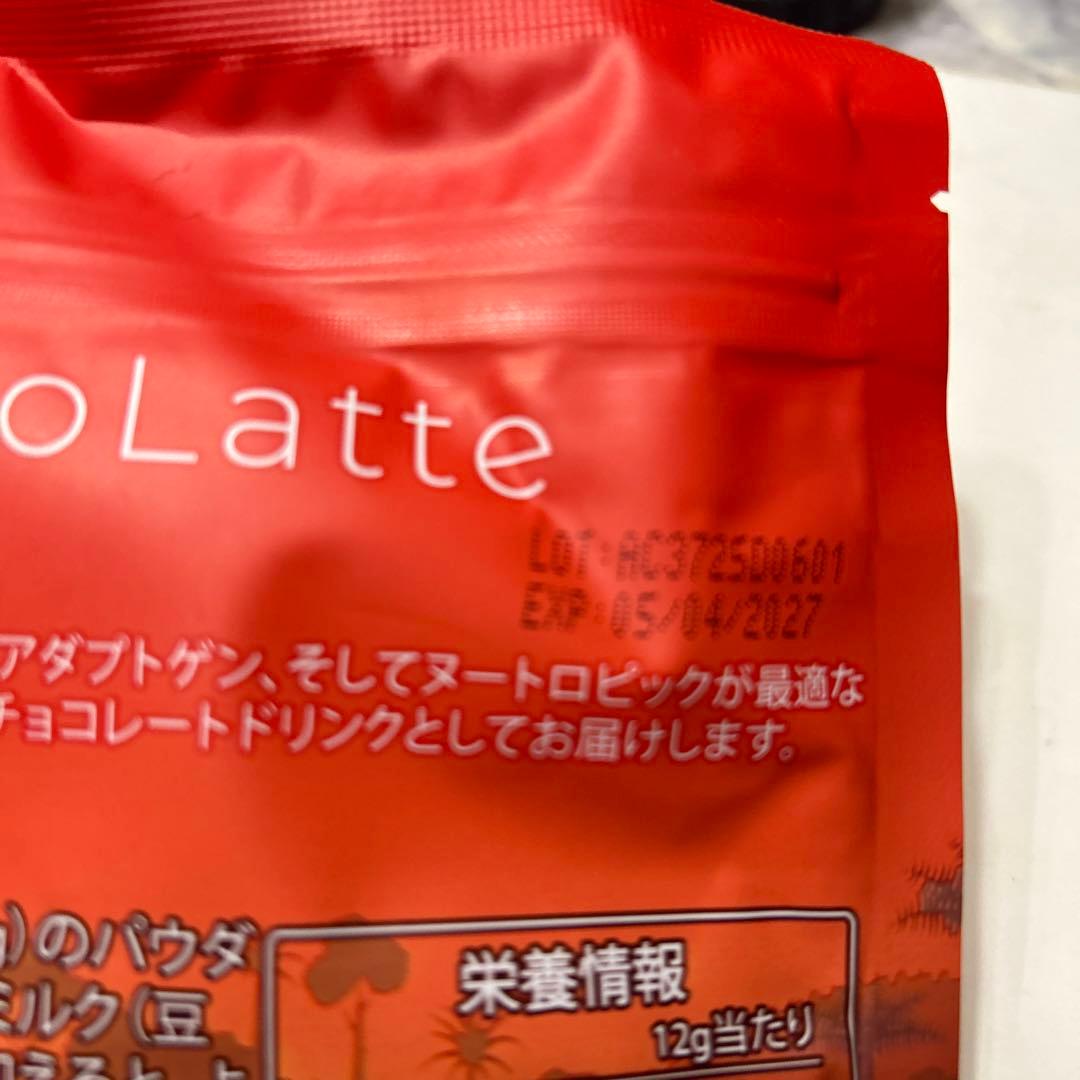 oLatte
LOT:AC3725D0601
EXP:05/04/2027
アダプトゲン、そしてヌートロピックが最適な
チョコレートドリンクとしてお届けします。
g)のパウダ
ミルク(豆
栄養情報
12g当たり